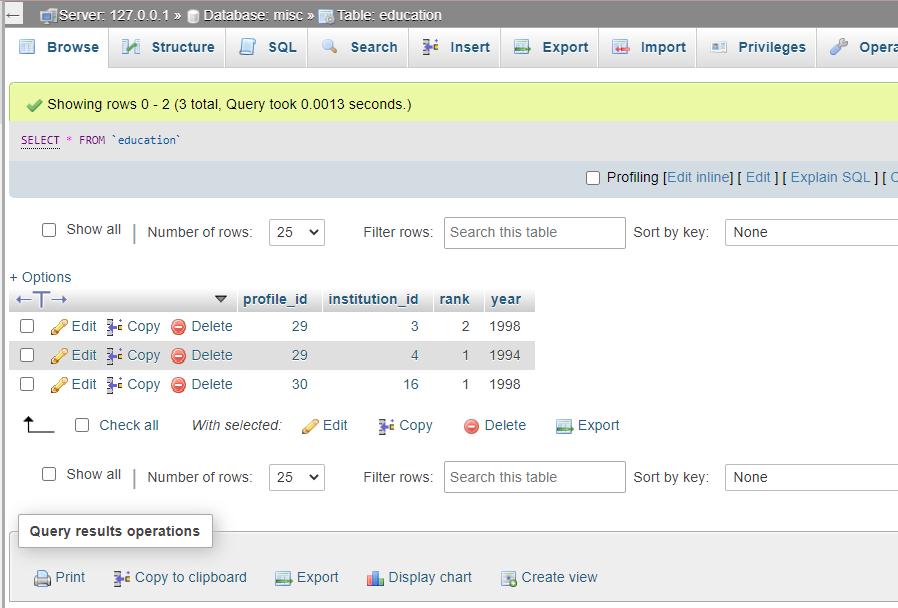 Server: 127.0.0.1 » Database: misc » Table: education
Browse Structure SQL Search Insert Export Import Privileges Opera
Showing rows 0 - 2 (3 total, Query took 0.0013 seconds.)
SELECT * FROM `education`
Profiling [Edit inline] [ Edit ] [ Explain SQL ] [ C
Show all | Number of rows: 25 Filter rows: Search this table Sort by key: None
+ Options
←T→ profile_id institution_id rank year
Edit Copy Delete 29 3 2 1998
Edit Copy Delete 29 4 1 1994
Edit Copy Delete 30 16 1 1998
Check all With selected: Edit Copy Delete Export
Show all | Number of rows: 25 Filter rows: Search this table Sort by key: None
Query results operations
Print Copy to clipboard Export Display chart Create view